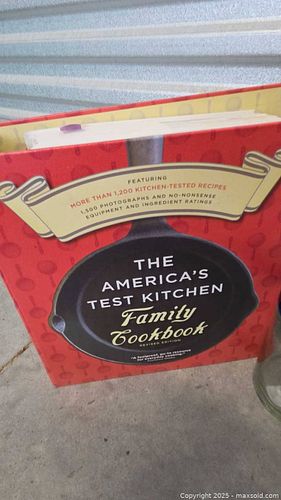 FEATURING
MORE THAN 1,200 KITCHEN-TESTED RECIPES
1,500 PHOTOGRAPHS AND NO-NONSENSE
EQUIPMENT AND INGREDIENT RATINGS
THE
AMERICA'S
TEST KITCHEN
Family
Cookbook
REVISED EDITION
Copyright © 2025 - maxsold.com